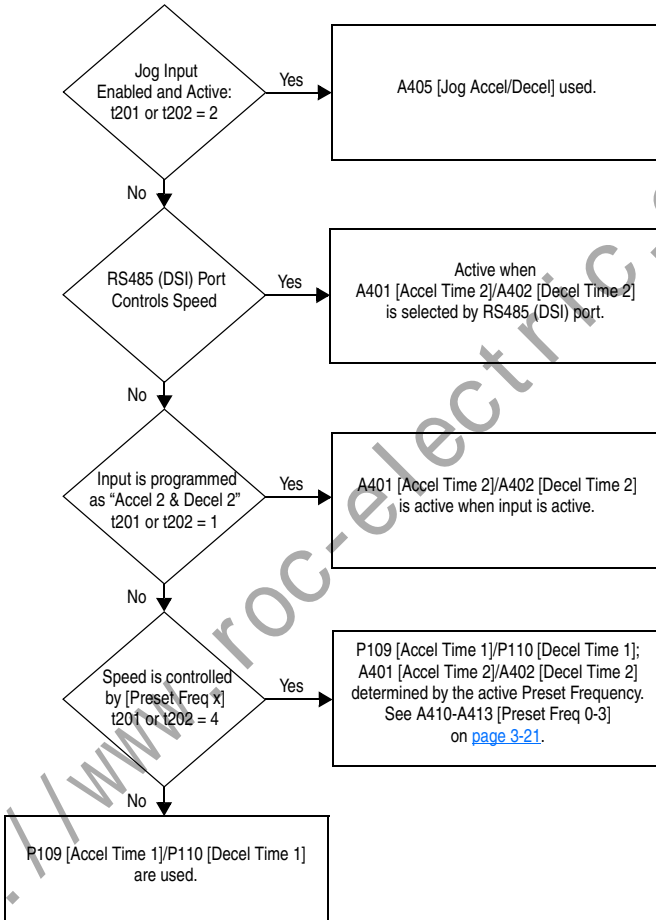 Jog Input
Enabled and Active:
t201 or t202 = 2
Yes
A405 [Jog Accel/Decel] used.
No
RS485 (DSI) Port
Controls Speed
Yes
Active when
A401 [Accel Time 2]/A402 [Decel Time 2]
is selected by RS485 (DSI) port.
No
Input is programmed
as “Accel 2 & Decel 2”
t201 or t202 = 1
Yes
A401 [Accel Time 2]/A402 [Decel Time 2]
is active when input is active.
No
Speed is controlled
by [Preset Freq x]
t201 or t202 = 4
Yes
P109 [Accel Time 1]/P110 [Decel Time 1];
A401 [Accel Time 2]/A402 [Decel Time 2]
determined by the active Preset Frequency.
See A410-A413 [Preset Freq 0-3]
on page 3-21.
No
P109 [Accel Time 1]/P110 [Decel Time 1]
are used.
://www.roc-electric.